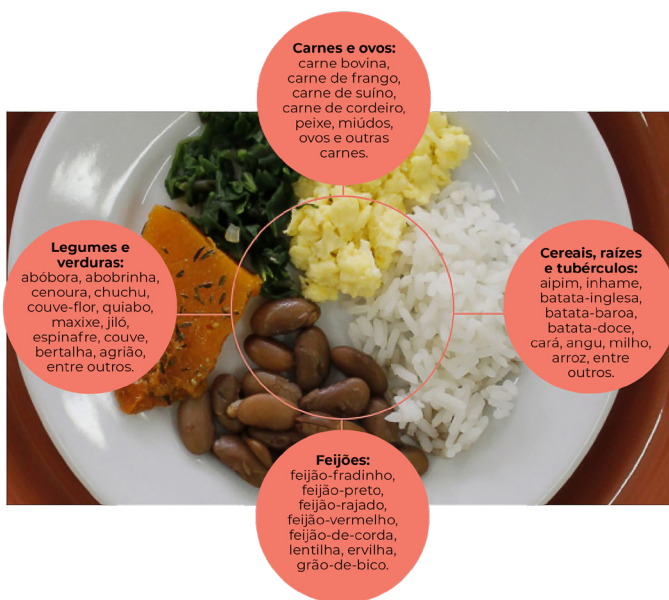 Carnes e ovos:
carne bovina,
carne de frango,
carne de suíno,
carne de cordeiro,
peixe, miúdos,
ovos e outras
carnes.
Legumes e
verduras:
abóbora, abobrinha,
cenoura, chuchu,
couve-flor, quiabo,
maxixe, jiló,
espinafre, couve,
bertalha, agrião,
entre outros.
Cereais, raízes
e tubérculos:
aipim, inhame,
batata-inglesa,
batata-baroa,
batata-doce,
cará, angu, milho,
arroz, entre
outros.
Feijões:
feijão-fradinho,
feijão-preto,
feijão-rajado,
feijão-vermelho,
feijão-de-corda,
lentilha, ervilha,
grão-de-bico.